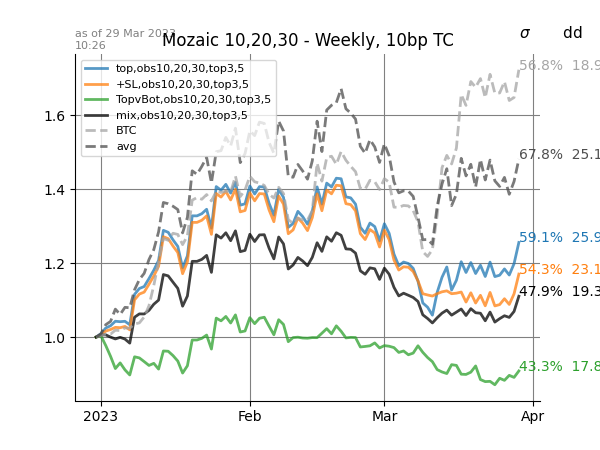 as of 29 Mar 2023
10:26
Mozaic 10,20,30 - Weekly, 10bp TC
σ dd
top,obs10,20,30,top3,5
+SL,obs10,20,30,top3,5
TopvBot,obs10,20,30,top3,5
mix,obs10,20,30,top3,5
BTC
avg
56.8% 18.9
67.8% 25.1
59.1% 25.9
54.3% 23.1
47.9% 19.3
43.3% 17.8
1.6
1.4
1.2
1.0
2023 Feb Mar Apr